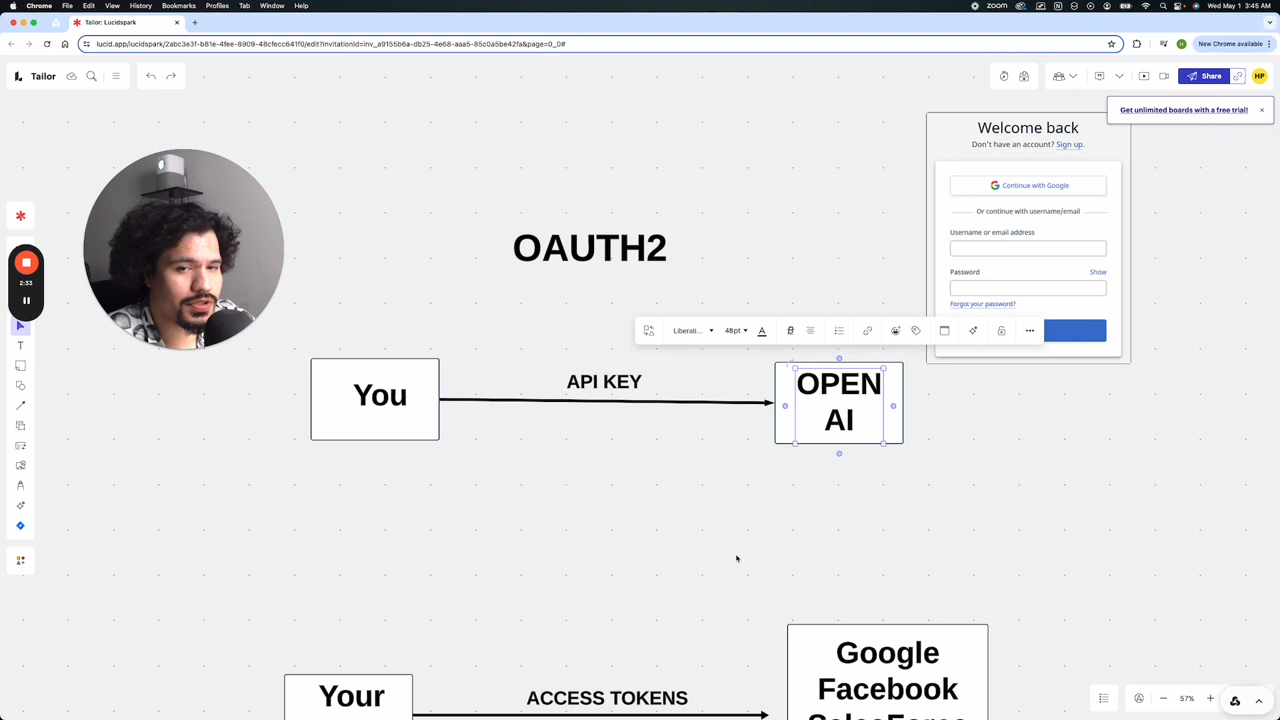 Chrome File Edit View History Bookmarks Profiles Tab Window Help
zoom
Wed May 1 3:45 AM
Tailor: Lucidspark
lucid.app/lucidspark/2abc3e3f-b81e-4fee-8909-48cfecc641f0/edit?invitationId=inv_a9155b6a-db25-4e68-aaa5-85c0a5be42fa&page=0_0#
New Chrome available
Tailor
Share
HP
Get unlimited boards with a free trial!
Welcome back
Don't have an account? Sign up.
Continue with Google
Or continue with username/email
Username or email address
Password
Show
Forgot your password?
OAUTH2
2:33
Liberati...
48pt
You
API KEY
OPEN
AI
Your
ACCESS TOKENS
Google
Facebook
SalesForce
57%